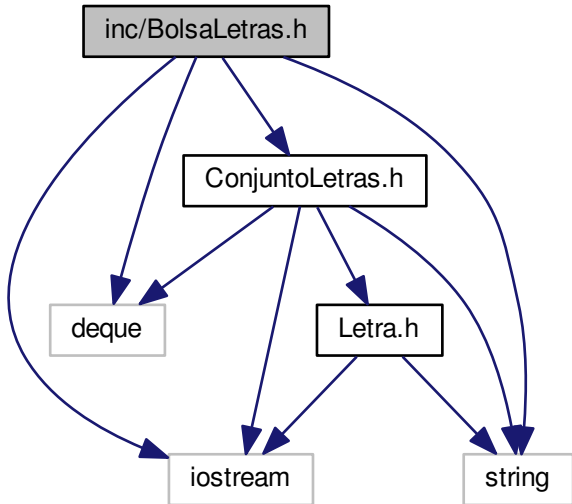 inc/BolsaLetras.h
ConjuntoLetras.h
deque
Letra.h
iostream
string